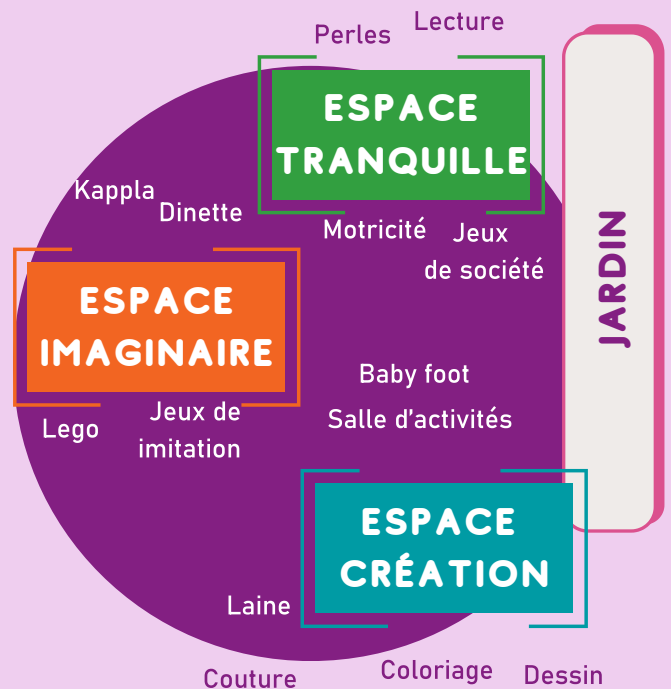 Perles
Lecture
ESPACE
TRANQUILLE
Motricité
Jeux
de société
Kappla
Dinette
ESPACE
IMAGINAIRE
Lego
Jeux de
imitation
JARDIN
Baby foot
Salle d'activités
ESPACE
CRÉATION
Laine
Couture
Coloriage
Dessin